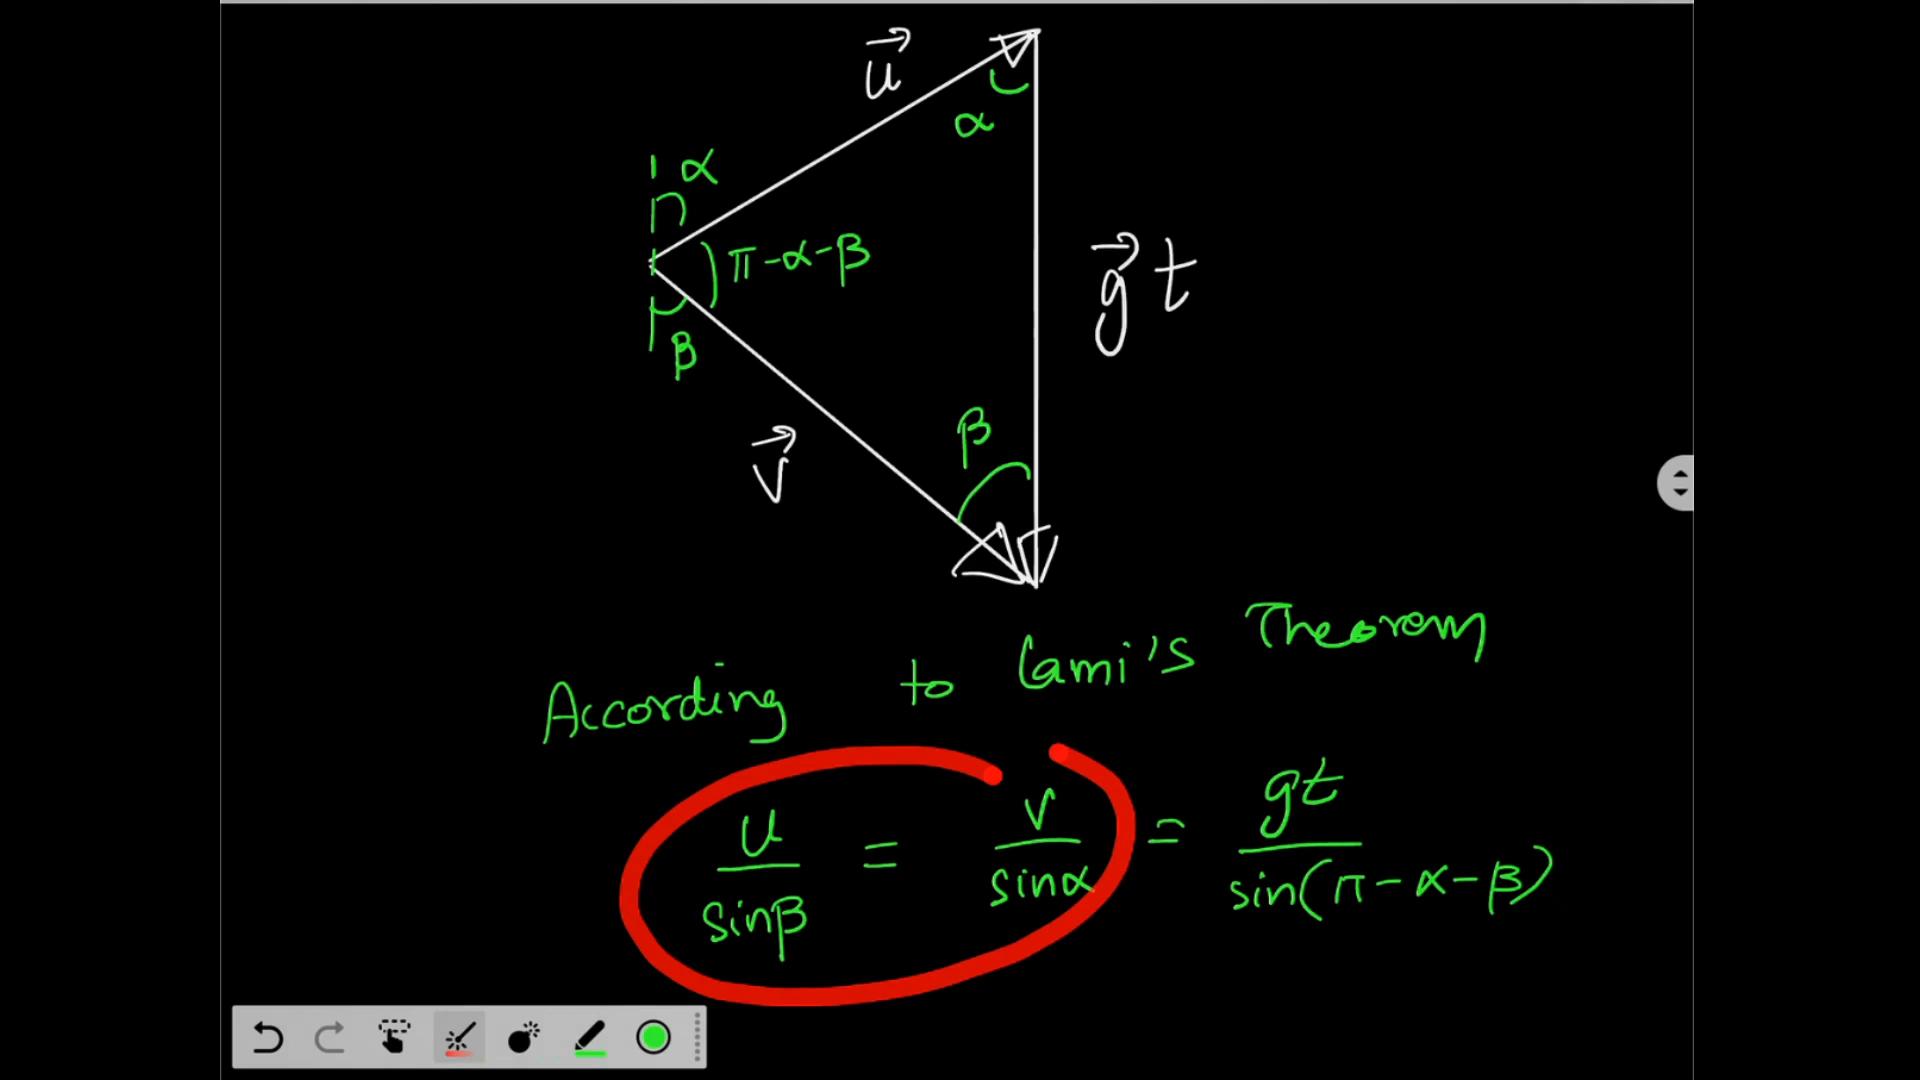 u⃗
α
α
π-α-β
g⃗ t
β
β
v⃗
According to Lami's Theorem
u/sinβ = v/sinα = gt/sin(π-α-β)